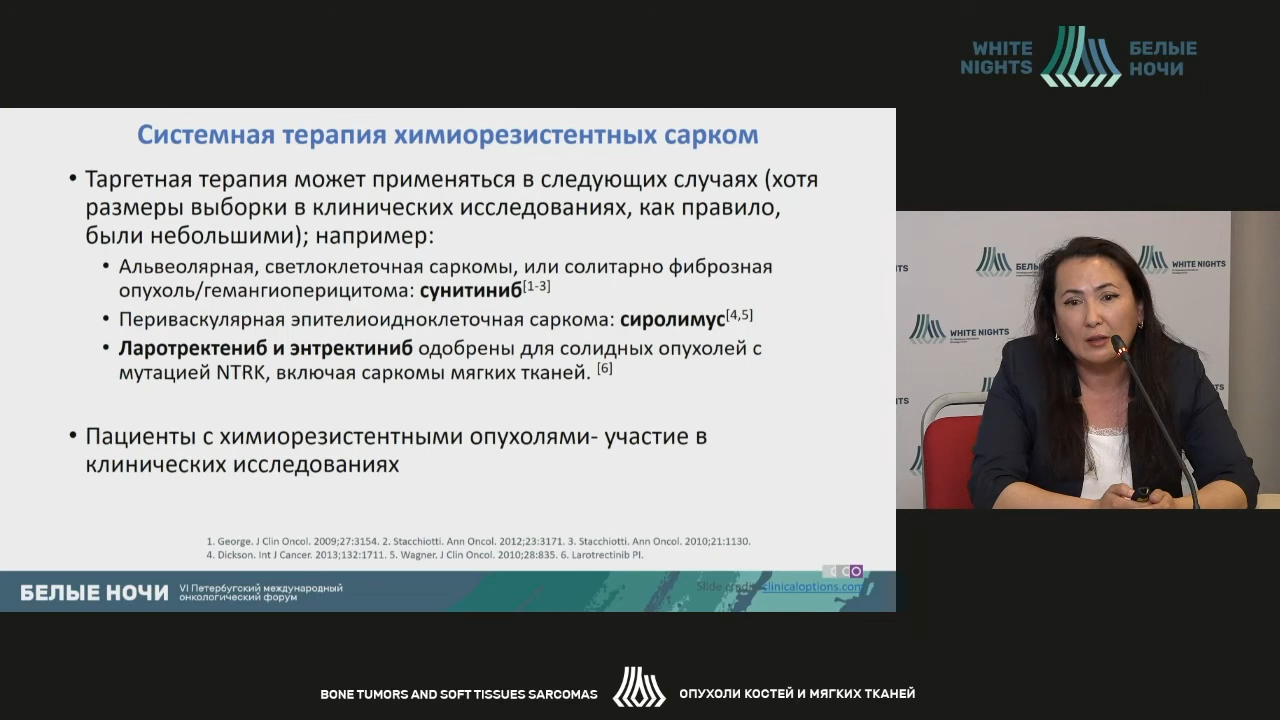 WHITE
NIGHTS
БЕЛЫЕ
НОЧИ
Системная терапия химиорезистентных сарком
• Таргетная терапия может применяться в следующих случаях (хотя
размеры выборки в клинических исследованиях, как правило,
были небольшими); например:
• Альвеолярная, светлоклеточная саркомы, или солитарно фиброзная
опухоль/гемангиоперицитома: сунитиниб[1-3]
• Периваскулярная эпителиоидноклеточная саркома: сиролимус[4,5]
• Ларотректениб и энтректиниб одобрены для солидных опухолей с
мутацией NTRK, включая саркомы мягких тканей. [6]
• Пациенты с химиорезистентными опухолями- участие в
клинических исследованиях
1. George. J Clin Oncol. 2009;27:3154. 2. Stacchiotti. Ann Oncol. 2012;23:3171. 3. Stacchiotti. Ann Oncol. 2010;21:1130.
4. Dickson. Int J Cancer. 2013;132:1711. 5. Wagner. J Clin Oncol. 2010;28:835. 6. Larotrectinib PI.
Slide credit: clinicaloptions.com
БЕЛЫЕ НОЧИ
VI Петербургский международный
онкологический форум
WHITE NIGHTS
WHITE NIGHTS
BONE TUMORS AND SOFT TISSUES SARCOMAS
ОПУХОЛИ КОСТЕЙ И МЯГКИХ ТКАНЕЙ